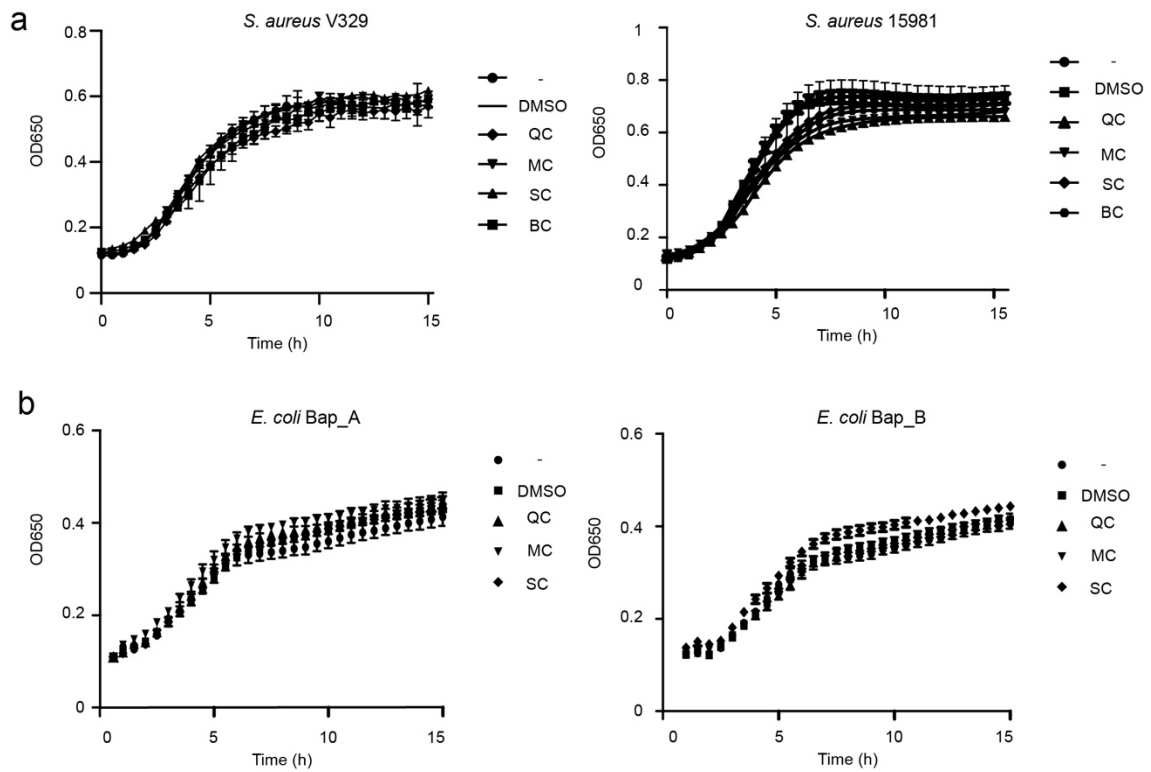 a
S. aureus V329
0.8
0.6
0.4
0.2
0
OD650
0
5
10
15
Time (h)
-
DMSO
QC
MC
SC
BC
S. aureus 15981
1
0.8
0.6
0.4
0.2
0
OD650
0
5
10
15
Time (h)
-
DMSO
QC
MC
SC
BC
b
E. coli Bap_A
0.6
0.4
0.2
0
OD650
0
5
10
15
Time (h)
-
DMSO
QC
MC
SC
E. coli Bap_B
0.6
0.4
0.2
0
OD650
0
5
10
15
Time (h)
-
DMSO
QC
MC
SC